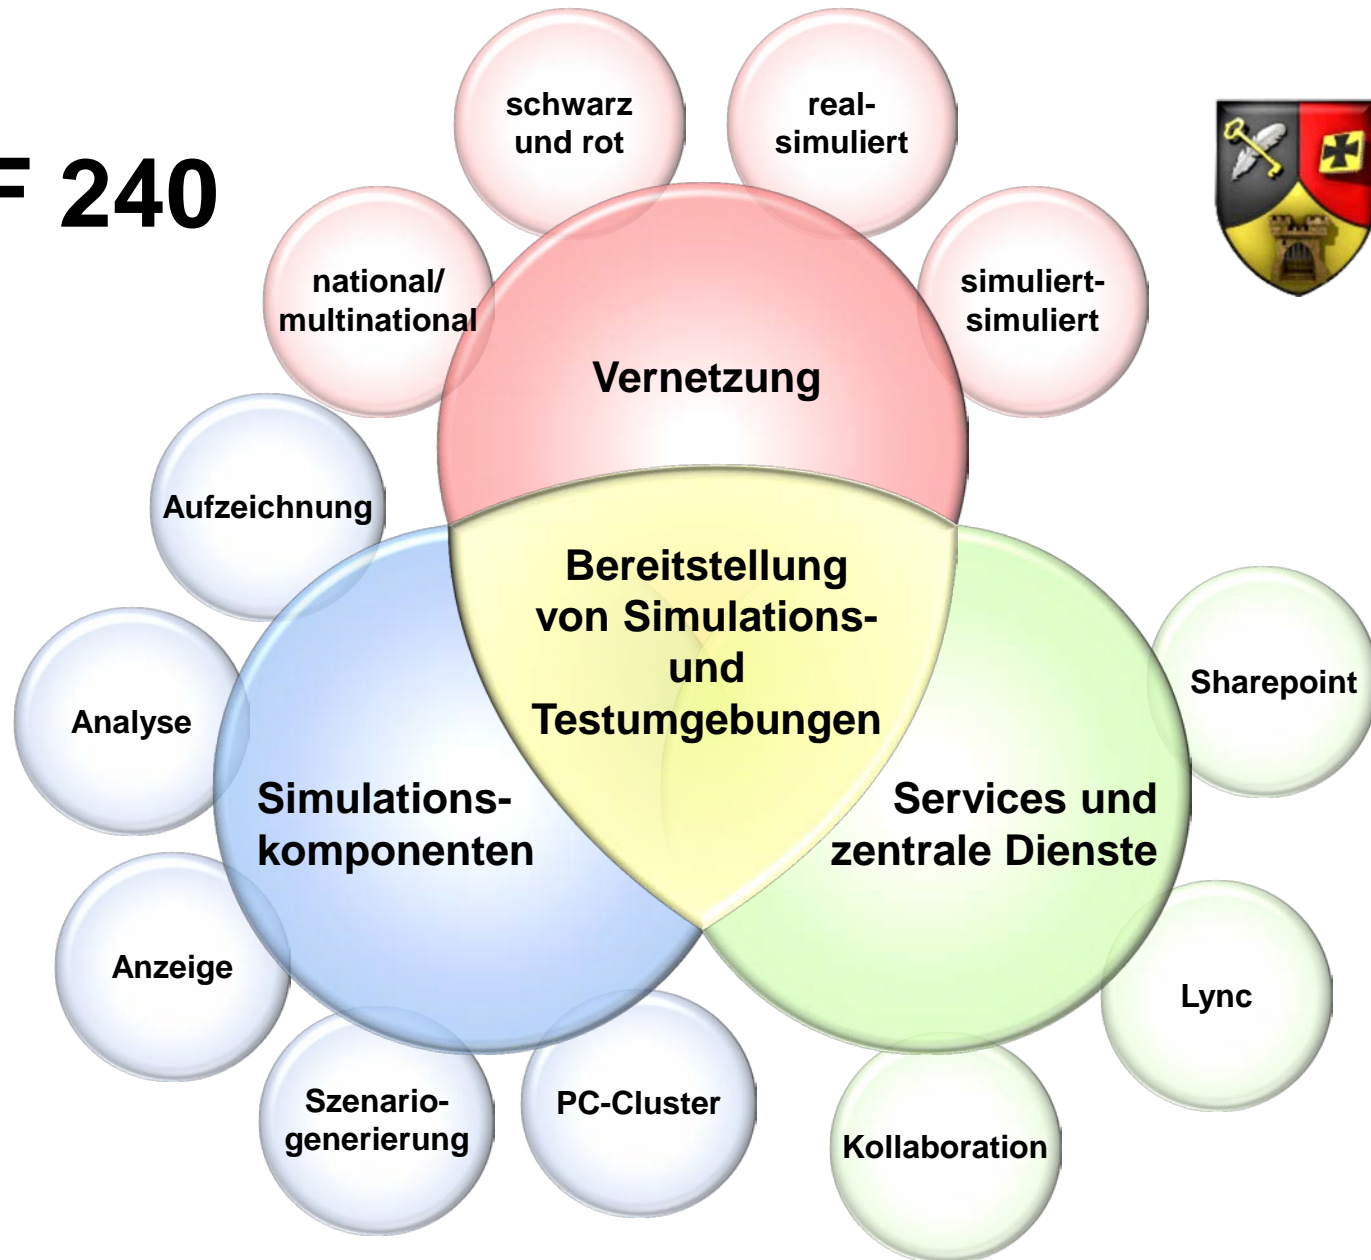 F 240
schwarz
und rot
real-
simuliert
national/
multinational
simuliert-
simuliert
Vernetzung
Aufzeichnung
Bereitstellung
von Simulations-
und
Testumgebungen
Sharepoint
Analyse
Simulations-
komponenten
Services und
zentrale Dienste
Anzeige
Lync
Szenario-
generierung
PC-Cluster
Kollaboration